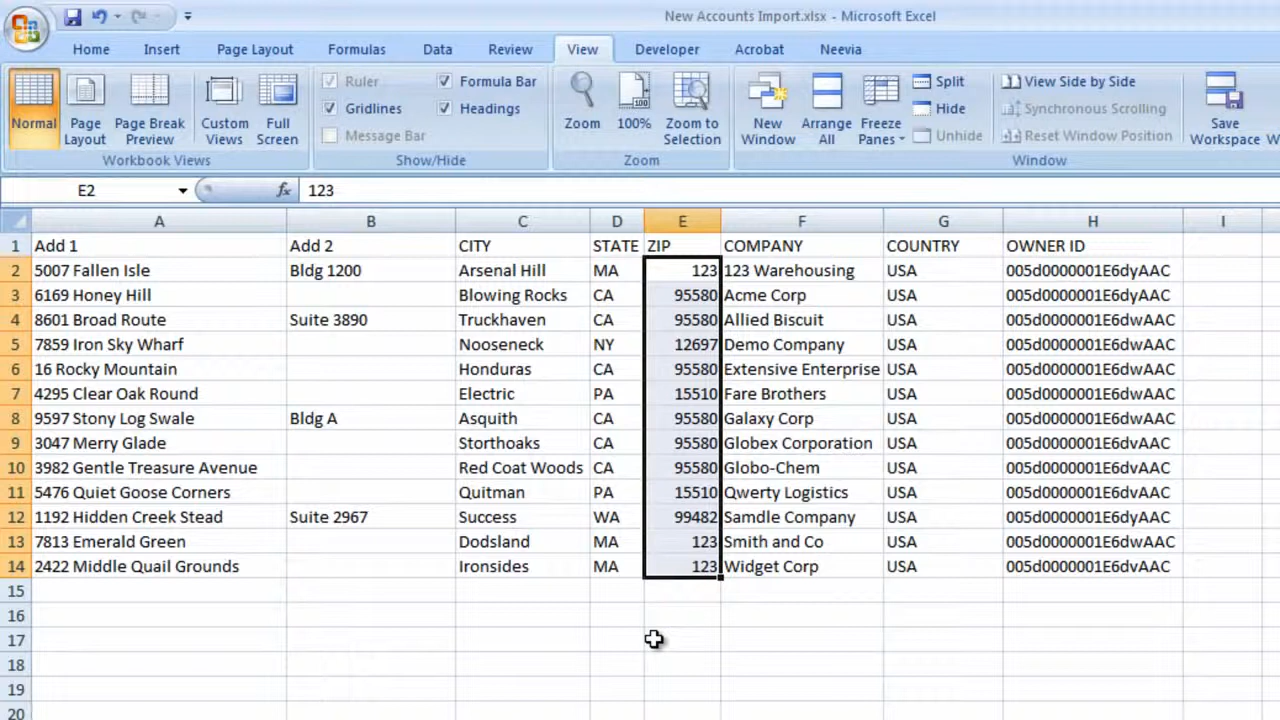 New Accounts Import.xlsx - Microsoft Excel
Home Insert Page Layout Formulas Data Review View Developer Acrobat Neevia
Normal Page Layout Page Break Preview Custom Views Full Screen
Workbook Views
Ruler Formula Bar
Gridlines Headings
Message Bar
Show/Hide
Zoom 100% Zoom to Selection
Zoom
New Window Arrange All Freeze Panes
Split
Hide
Unhide
View Side by Side
Synchronous Scrolling
Reset Window Position
Window
Save Workspace
E2 fx 123
A B C D E F G H I
1 Add 1 Add 2 CITY STATE ZIP COMPANY COUNTRY OWNER ID
2 5007 Fallen Isle Bldg 1200 Arsenal Hill MA 123 123 Warehousing USA 005d0000001E6dyAAC
3 6169 Honey Hill Blowing Rocks CA 95580 Acme Corp USA 005d0000001E6dyAAC
4 8601 Broad Route Suite 3890 Truckhaven CA 95580 Allied Biscuit USA 005d0000001E6dwAAC
5 7859 Iron Sky Wharf Nooseneck NY 12697 Demo Company USA 005d0000001E6dwAAC
6 16 Rocky Mountain Honduras CA 95580 Extensive Enterprise USA 005d0000001E6dwAAC
7 4295 Clear Oak Round Electric PA 15510 Fare Brothers USA 005d0000001E6dvAAC
8 9597 Stony Log Swale Bldg A Asquith CA 95580 Galaxy Corp USA 005d0000001E6dwAAC
9 3047 Merry Glade Storthoaks CA 95580 Globex Corporation USA 005d0000001E6dwAAC
10 3982 Gentle Treasure Avenue Red Coat Woods CA 95580 Globo-Chem USA 005d0000001E6dvAAC
11 5476 Quiet Goose Corners Quitman PA 15510 Qwerty Logistics USA 005d0000001E6dvAAC
12 1192 Hidden Creek Stead Suite 2967 Success WA 99482 Samdle Company USA 005d0000001E6dyAAC
13 7813 Emerald Green Dodsland MA 123 Smith and Co USA 005d0000001E6dwAAC
14 2422 Middle Quail Grounds Ironsides MA 123 Widget Corp USA 005d0000001E6dyAAC
15
16
17
18
19
20